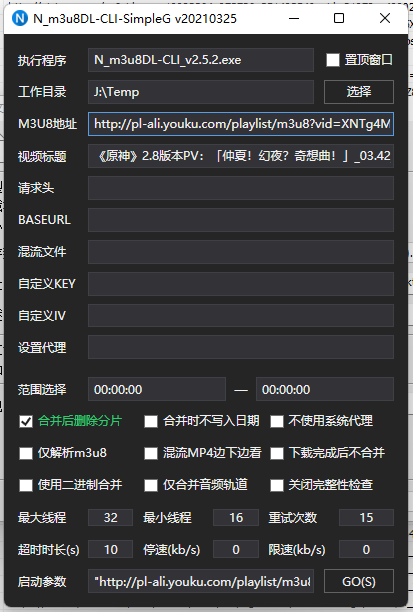 N_m3u8DL-CLI-SimpleG v20210325
执行程序 N_m3u8DL-CLI_v2.5.2.exe 置顶窗口
工作目录 J:\Temp 选择
M3U8地址 http://pl-ali.youku.com/playlist/m3u8?vid=XNTg4M
视频标题 《原神》2.8版本PV：「仲夏！幻夜？奇想曲！」_03.42
请求头
BASEURL
混流文件
自定义KEY
自定义IV
设置代理
范围选择 00:00:00 — 00:00:00
合并后删除分片 合并时不写入日期 不使用系统代理
仅解析m3u8 混流MP4边下边看 下载完成后不合并
使用二进制合并 仅合并音频轨道 关闭完整性检查
最大线程 32 最小线程 16 重试次数 15
超时时长(s) 10 停速(kb/s) 0 限速(kb/s) 0
启动参数 "http://pl-ali.youku.com/playlist/m3u8 GO(S)